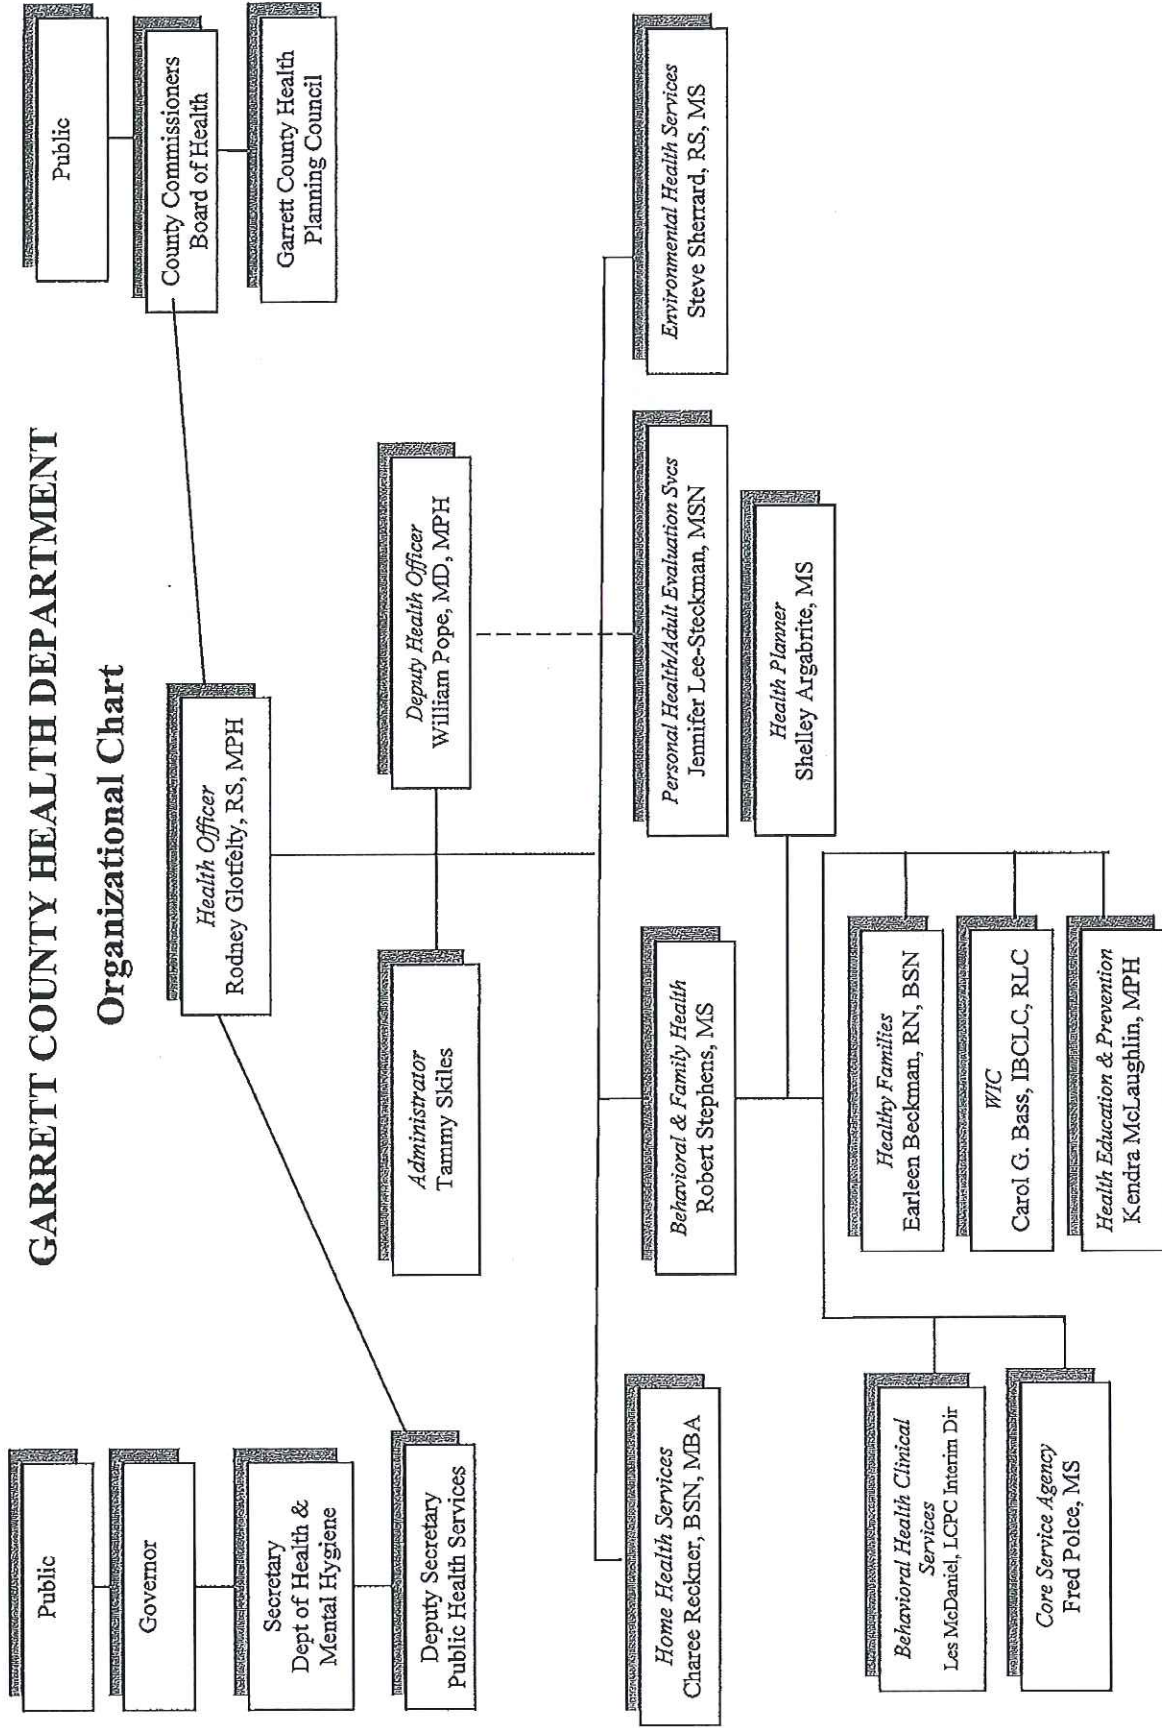 GARRETT COUNTY HEALTH DEPARTMENT
Organizational Chart
Public
Governor
Secretary
Dept of Health &
Mental Hygiene
Deputy Secretary
Public Health Services
Public
County Commissioners
Board of Health
Garrett County Health
Planning Council
Health Officer
Rodney Glotfelty, RS, MPH
Administrator
Tammy Skiles
Deputy Health Officer
William Pope, MD, MPH
Home Health Services
Charee Reckner, BSN, MBA
Behavioral & Family Health
Robert Stephens, MS
Personal Health/Adult Evaluation Svcs
Jennifer Lee-Steckman, MSN
Environmental Health Services
Steve Sherrard, RS, MS
Health Planner
Shelley Argabrite, MS
Behavioral Health Clinical
Services
Les McDaniel, LCPC Interim Dir
Core Service Agency
Fred Polce, MS
Healthy Families
Earleen Beckman, RN, BSN
WIC
Carol G. Bass, IBCLC, RLC
Health Education & Prevention
Kendra McLaughlin, MPH